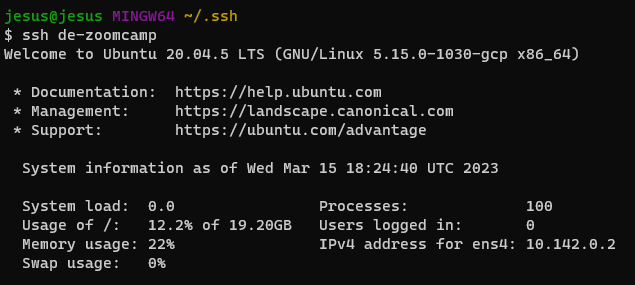 jesus@jesus MINGW64 ~/.ssh
$ ssh de-zoomcamp
Welcome to Ubuntu 20.04.5 LTS (GNU/Linux 5.15.0-1030-gcp x86_64)
* Documentation:  https://help.ubuntu.com
* Management:     https://landscape.canonical.com
* Support:        https://ubuntu.com/advantage
System information as of Wed Mar 15 18:24:40 UTC 2023
System load:  0.0                Processes:             100
Usage of /:   12.2% of 19.20GB   Users logged in:       0
Memory usage: 22%                IPv4 address for ens4: 10.142.0.2
Swap usage:   0%